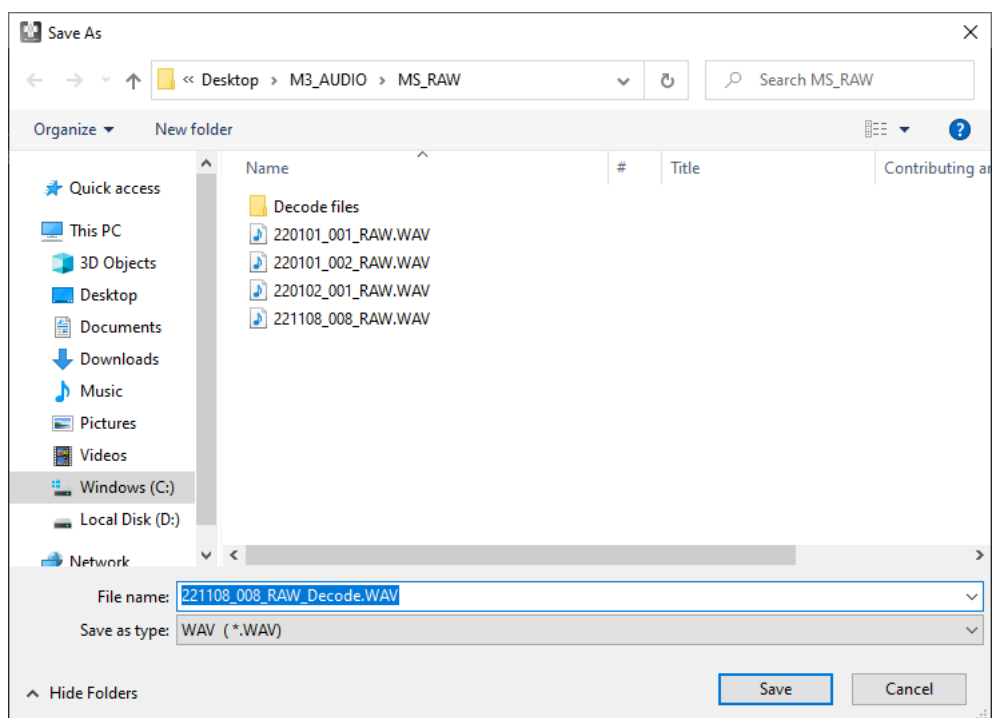 Save As
« Desktop > M3_AUDIO > MS_RAW
Search MS_RAW
Organize
New folder
?
Name
#
Title
Contributing ar
Quick access
This PC
3D Objects
Desktop
Documents
Downloads
Music
Pictures
Videos
Windows (C:)
Local Disk (D:)
Network
Decode files
220101_001_RAW.WAV
220101_002_RAW.WAV
220102_001_RAW.WAV
221108_008_RAW.WAV
File name: 221108_008_RAW_Decode.WAV
Save as type: WAV ( *.WAV)
Hide Folders
Save
Cancel